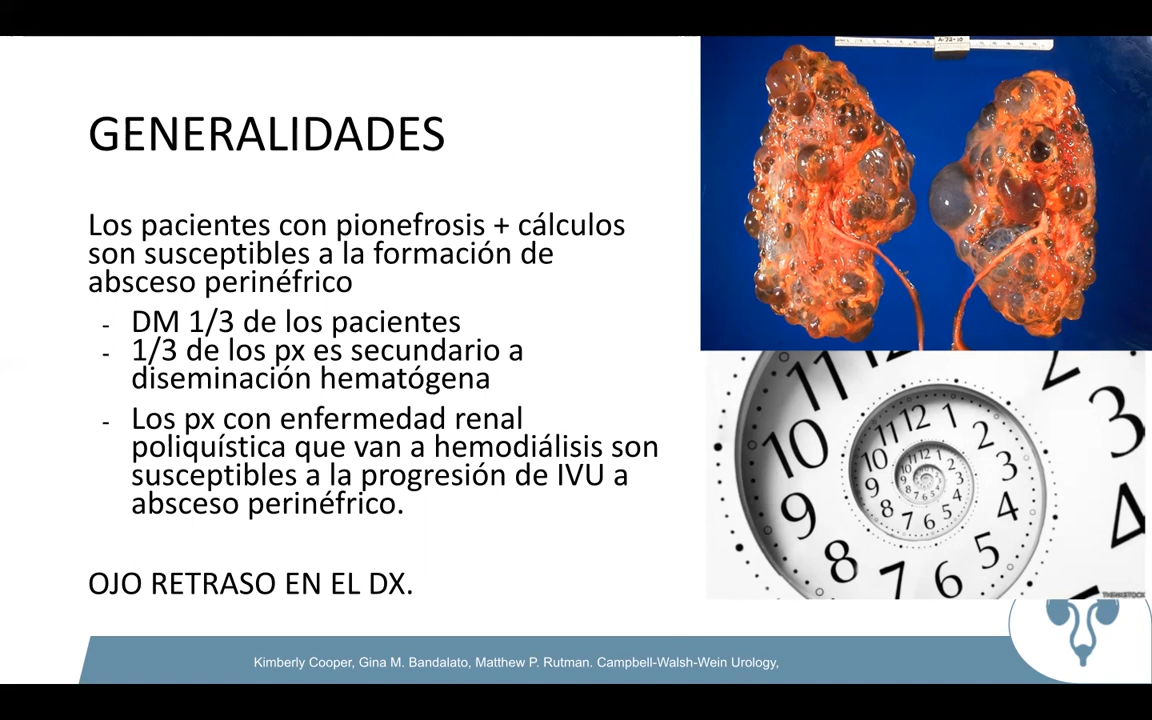 GENERALIDADES
Los pacientes con pionefrosis + cálculos
son susceptibles a la formación de
absceso perinéfrico
- DM 1/3 de los pacientes
- 1/3 de los px es secundario a
diseminación hematógena
- Los px con enfermedad renal
poliquística que van a hemodiálisis son
susceptibles a la progresión de IVU a
absceso perinéfrico.
OJO RETRASO EN EL DX.
THINKSTOCK
Kimberly Cooper, Gina M. Bandalato, Matthew P. Rutman. Campbell-Walsh-Wein Urology,